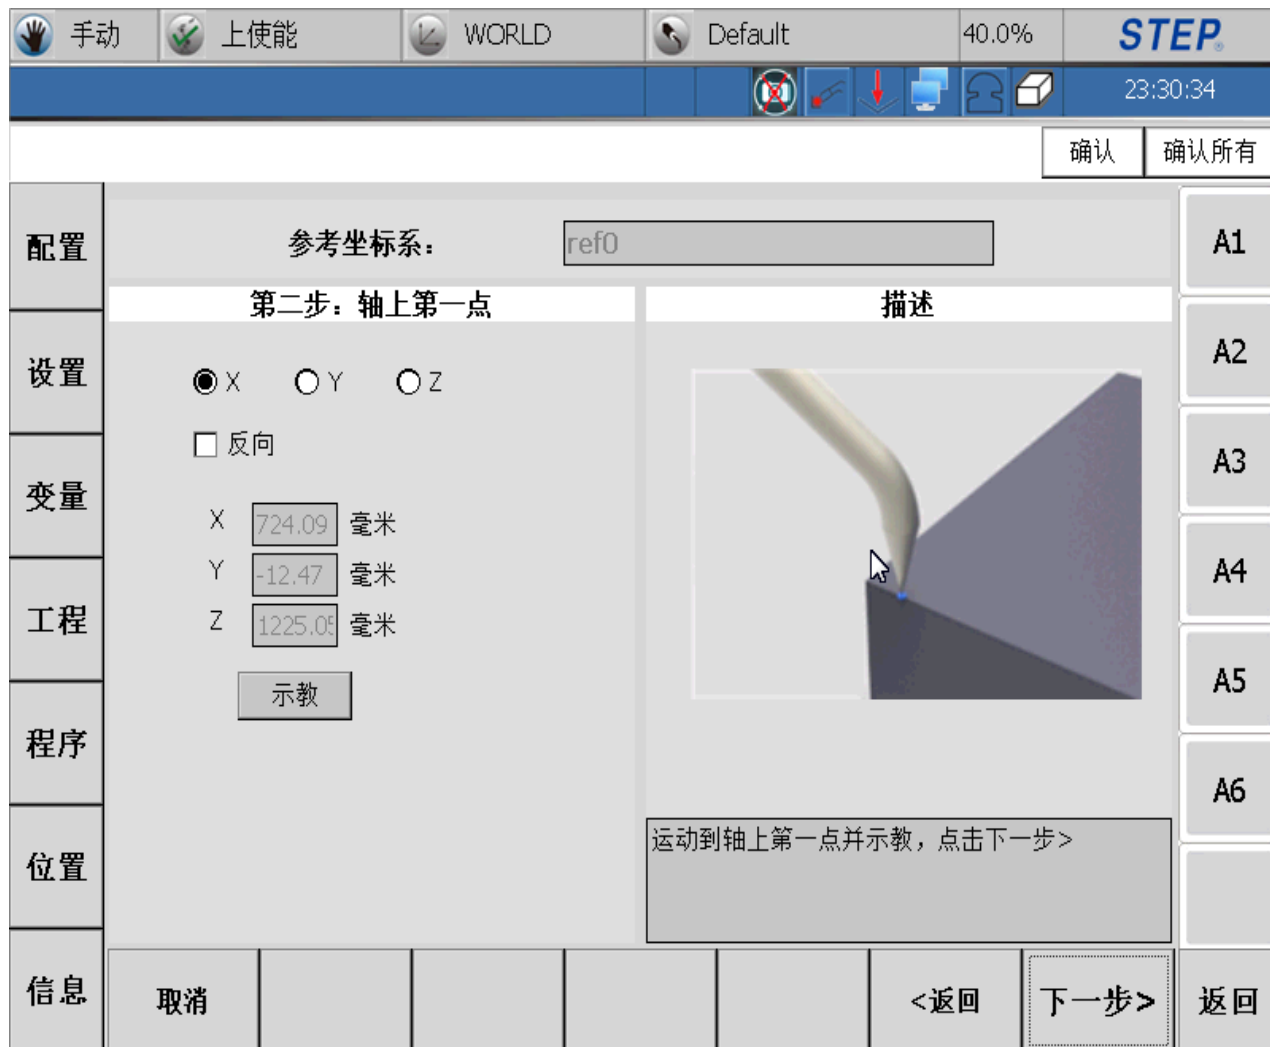 手动 上使能 WORLD Default 40.0% STEP®
23:30:34
确认 确认所有
配置
设置
变量
工程
程序
位置
信息
参考坐标系： ref0
第二步：轴上第一点
X Y Z
反向
X 724.09 毫米
Y -12.47 毫米
Z 1225.05 毫米
示教
描述
运动到轴上第一点并示教，点击下一步>
A1
A2
A3
A4
A5
A6
取消 <返回 下一步> 返回